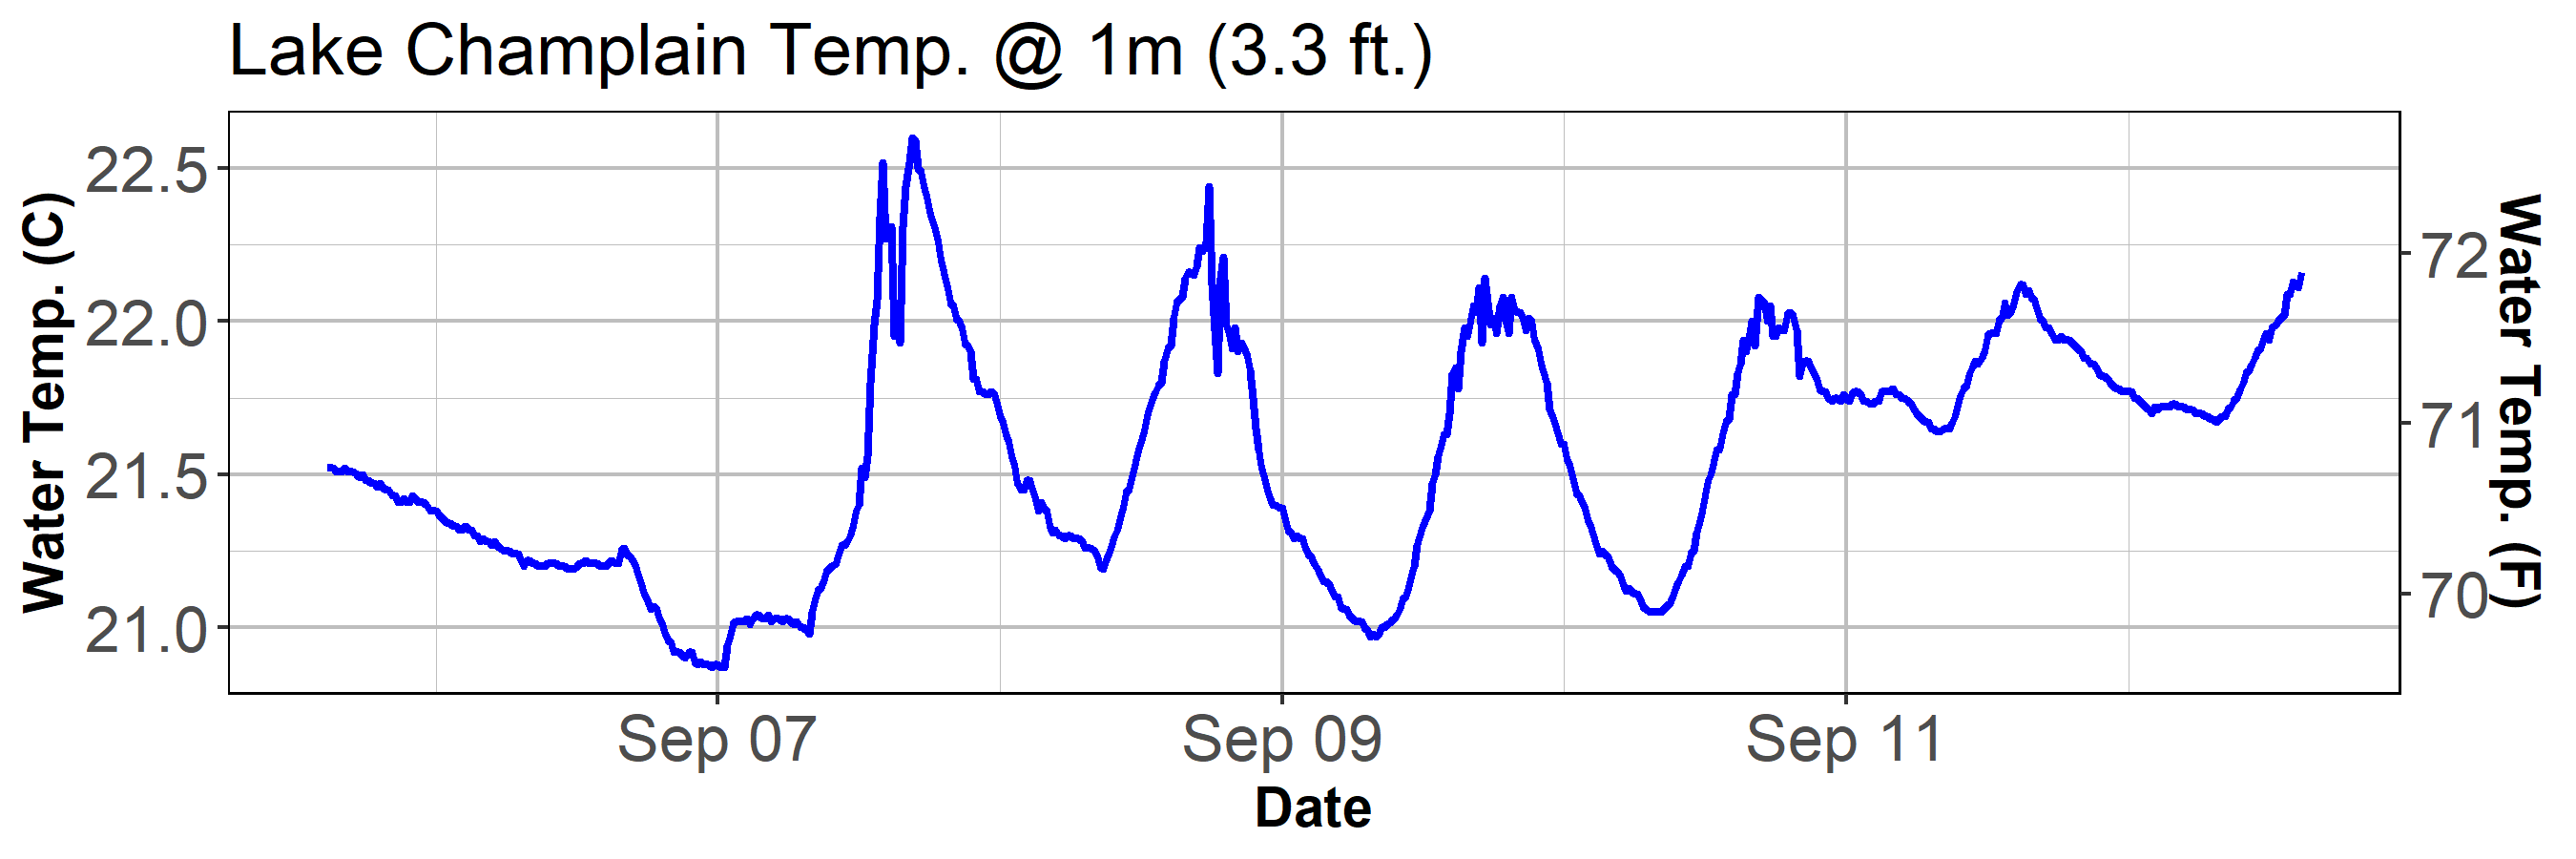 Lake Champlain Temp. @ 1m (3.3 ft.)
Water Temp. (C)
22.5
22.0
21.5
21.0
72
71
70
Water Temp. (F)
Sep 07
Sep 09
Sep 11
Date